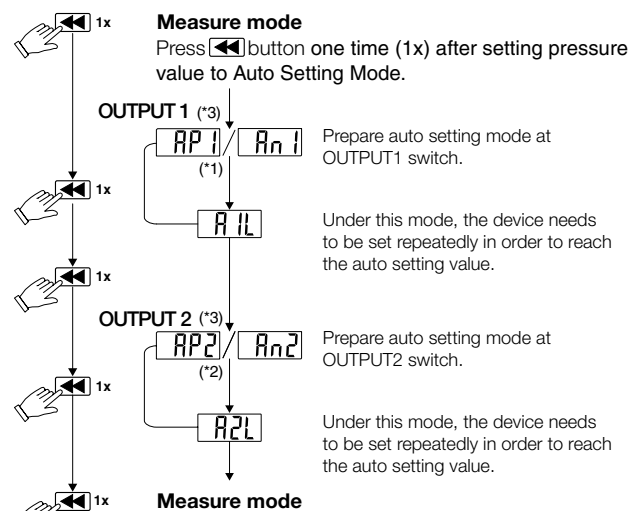 1x Measure mode
Press ◀◀ button one time (1x) after setting pressure
value to Auto Setting Mode.
OUTPUT 1 (*3)
AP1 / An1
(*1)
Prepare auto setting mode at
OUTPUT1 switch.
1x
A1L
Under this mode, the device needs
to be set repeatedly in order to reach
the auto setting value.
1x
OUTPUT 2 (*3)
AP2 / An2
(*2)
Prepare auto setting mode at
OUTPUT2 switch.
1x
A2L
Under this mode, the device needs
to be set repeatedly in order to reach
the auto setting value.
1x Measure mode